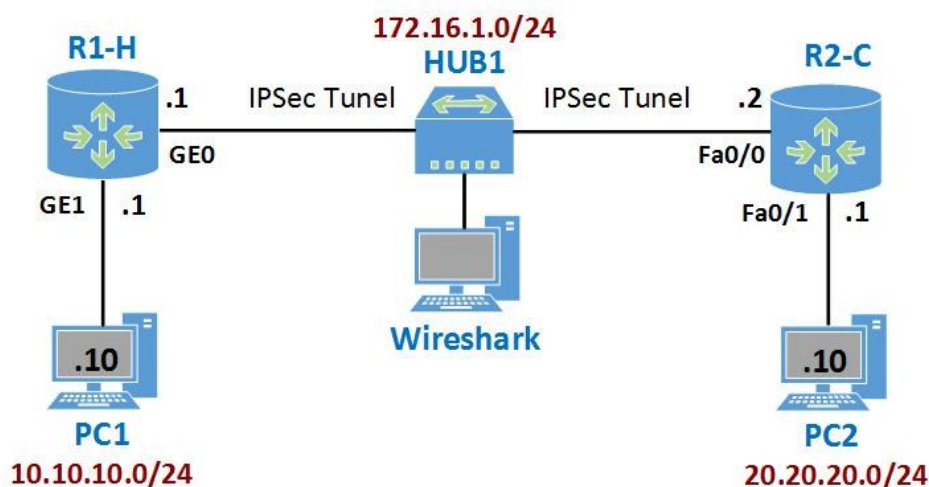 172.16.1.0/24
R1-H
HUB1
R2-C
.1
IPSec Tunel
IPSec Tunel
.2
GE0
Fa0/0
GE1
.1
Fa0/1
.1
Wireshark
.10
.10
PC1
PC2
10.10.10.0/24
20.20.20.0/24